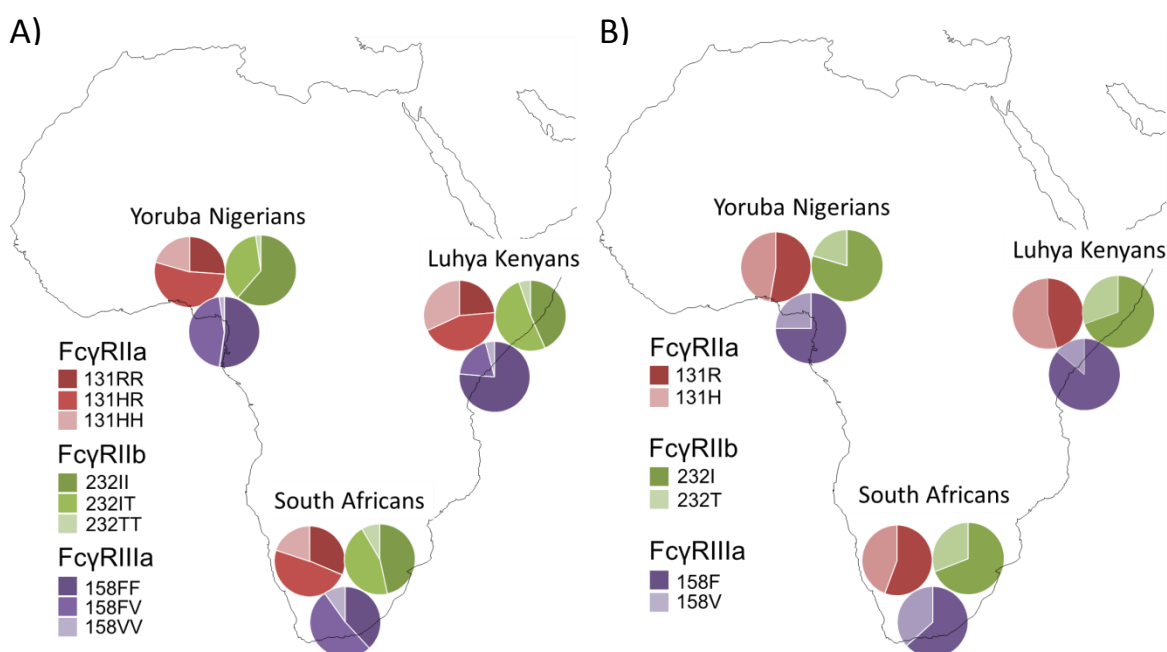 A)
Yoruba Nigerians
Luhya Kenyans
FcγRIIa
131RR
131HR
131HH
FcγRIIb
232II
232IT
232TT
FcγRIIIa
158FF
158FV
158VV
South Africans
B)
Yoruba Nigerians
Luhya Kenyans
FcγRIIa
131R
131H
FcγRIIb
232I
232T
FcγRIIIa
158F
158V
South Africans